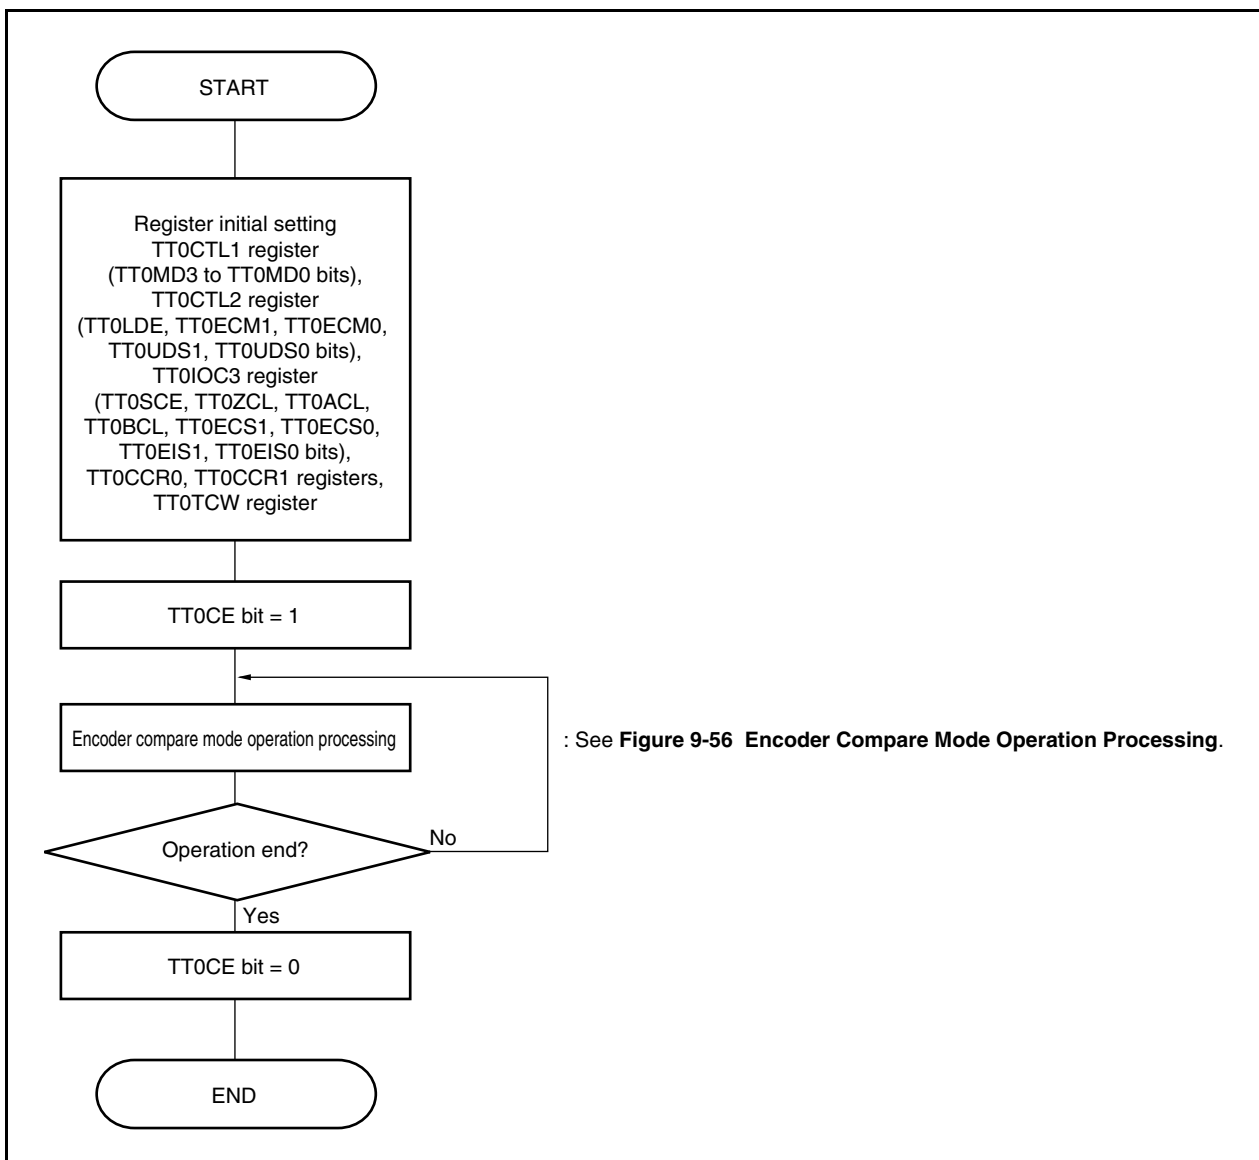 START
Register initial setting
TT0CTL1 register
(TT0MD3 to TT0MD0 bits),
TT0CTL2 register
(TT0LDE, TT0ECM1, TT0ECM0,
TT0UDS1, TT0UDS0 bits),
TT0IOC3 register
(TT0SCE, TT0ZCL, TT0ACL,
TT0BCL, TT0ECS1, TT0ECS0,
TT0EIS1, TT0EIS0 bits),
TT0CCR0, TT0CCR1 registers,
TT0TCW register
TT0CE bit = 1
Encoder compare mode operation processing
: See Figure 9-56 Encoder Compare Mode Operation Processing.
Operation end?
No
Yes
TT0CE bit = 0
END